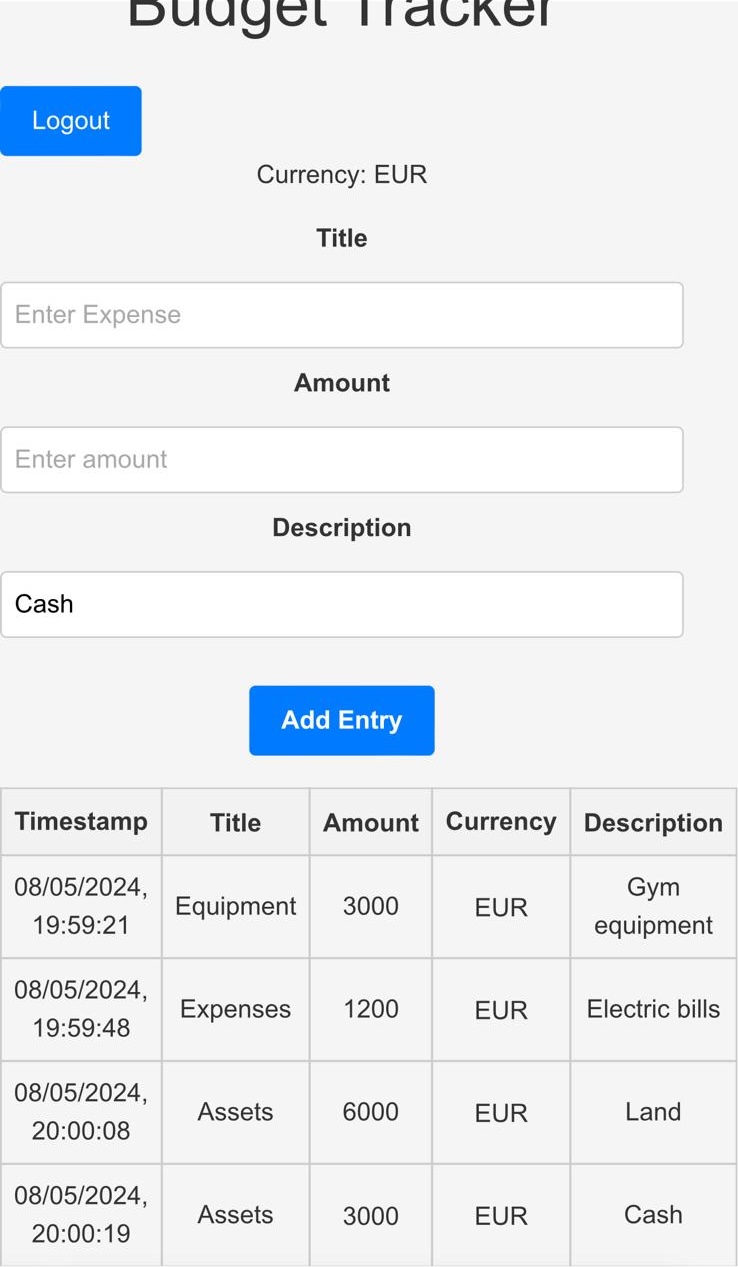 Budget Tracker
Logout
Currency: EUR
Title
Enter Expense
Amount
Enter amount
Description
Cash
Add Entry
Timestamp Title Amount Currency Description
08/05/2024, 19:59:21 Equipment 3000 EUR Gym equipment
08/05/2024, 19:59:48 Expenses 1200 EUR Electric bills
08/05/2024, 20:00:08 Assets 6000 EUR Land
08/05/2024, 20:00:19 Assets 3000 EUR Cash